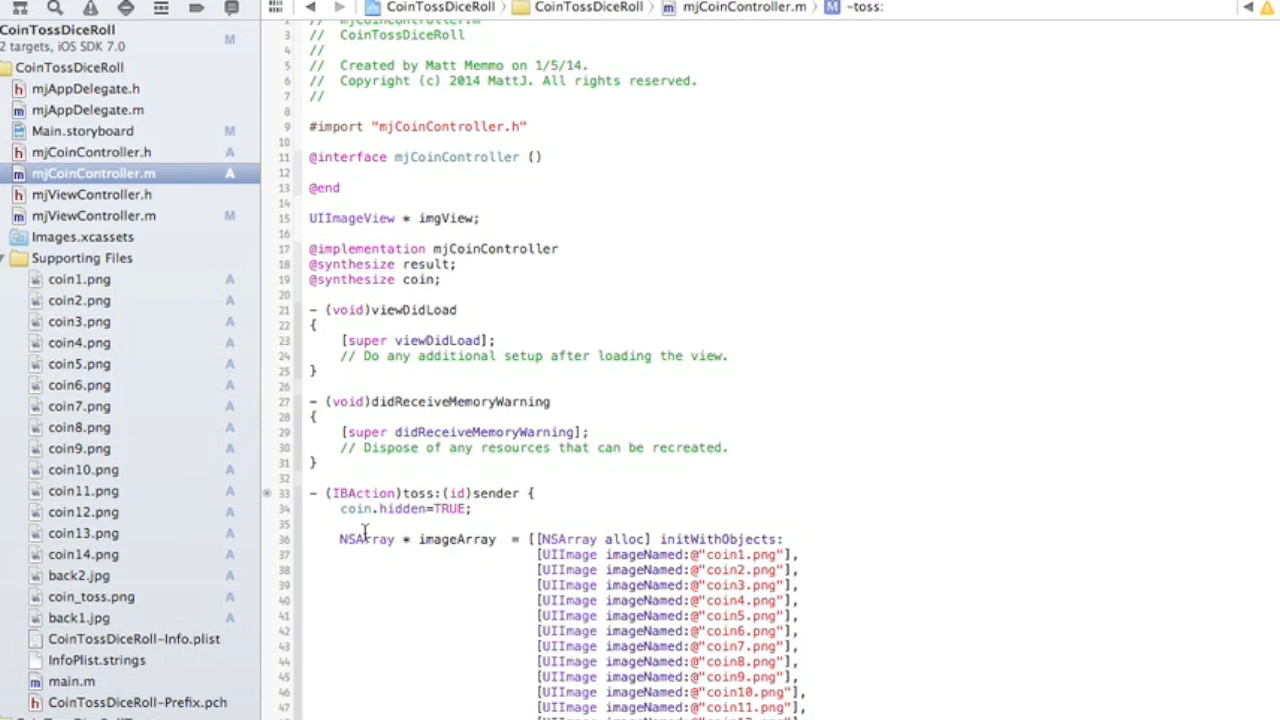 CoinTossDiceRoll
CoinTossDiceRoll
mjCoinController.m
M
-toss:
CoinTossDiceRoll
M
2 targets, iOS SDK 7.0
CoinTossDiceRoll
h mjAppDelegate.h
m mjAppDelegate.m
Main.storyboard M
h mjCoinController.h A
m mjCoinController.m A
h mjViewController.h
m mjViewController.m M
Images.xcassets
Supporting Files
coin1.png A
coin2.png A
coin3.png A
coin4.png A
coin5.png A
coin6.png A
coin7.png A
coin8.png A
coin9.png A
coin10.png A
coin11.png A
coin12.png A
coin13.png A
coin14.png A
back2.jpg A
coin_toss.png A
back1.jpg A
CoinTossDiceRoll-Info.plist
InfoPlist.strings
m main.m
h CoinTossDiceRoll-Prefix.pch
// mjCoinController.m
3 // CoinTossDiceRoll
4 //
5 // Created by Matt Memmo on 1/5/14.
6 // Copyright (c) 2014 MattJ. All rights reserved.
7 //
8
9 #import "mjCoinController.h"
10
11 @interface mjCoinController ()
12
13 @end
14
15 UIImageView * imgView;
16
17 @implementation mjCoinController
18 @synthesize result;
19 @synthesize coin;
20
21 - (void)viewDidLoad
22 {
23 [super viewDidLoad];
24 // Do any additional setup after loading the view.
25 }
26
27 - (void)didReceiveMemoryWarning
28 {
29 [super didReceiveMemoryWarning];
30 // Dispose of any resources that can be recreated.
31 }
32
33 - (IBAction)toss:(id)sender {
34 coin.hidden=TRUE;
35
36 NSArray * imageArray = [[NSArray alloc] initWithObjects:
37 [UIImage imageNamed:@"coin1.png"],
38 [UIImage imageNamed:@"coin2.png"],
39 [UIImage imageNamed:@"coin3.png"],
40 [UIImage imageNamed:@"coin4.png"],
41 [UIImage imageNamed:@"coin5.png"],
42 [UIImage imageNamed:@"coin6.png"],
43 [UIImage imageNamed:@"coin7.png"],
44 [UIImage imageNamed:@"coin8.png"],
45 [UIImage imageNamed:@"coin9.png"],
46 [UIImage imageNamed:@"coin10.png"],
47 [UIImage imageNamed:@"coin11.png"],